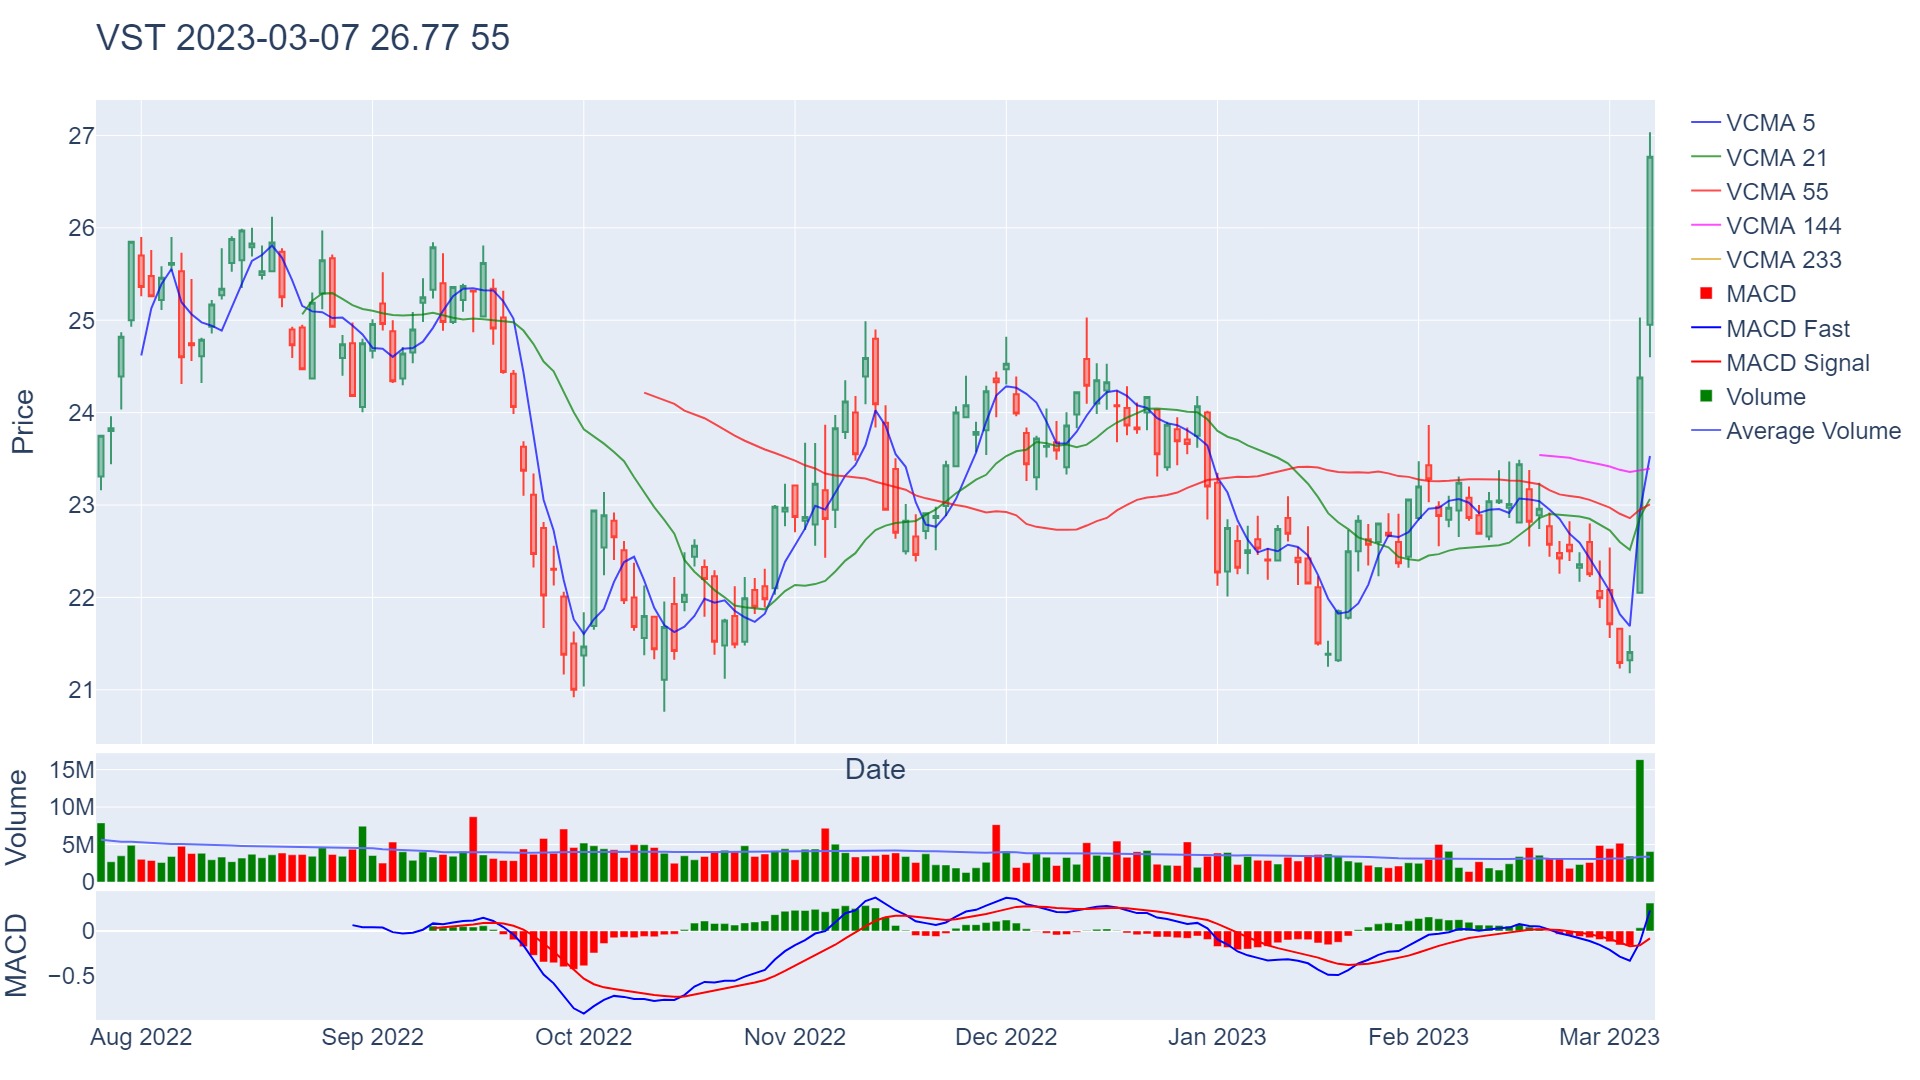 VST 2023-03-07 26.77 55
Price
27
26
25
24
23
22
21
VCMA 5
VCMA 21
VCMA 55
VCMA 144
VCMA 233
MACD
MACD Fast
MACD Signal
Volume
Average Volume
Date
Volume
15M
10M
5M
0
MACD
0
−0.5
Aug 2022
Sep 2022
Oct 2022
Nov 2022
Dec 2022
Jan 2023
Feb 2023
Mar 2023